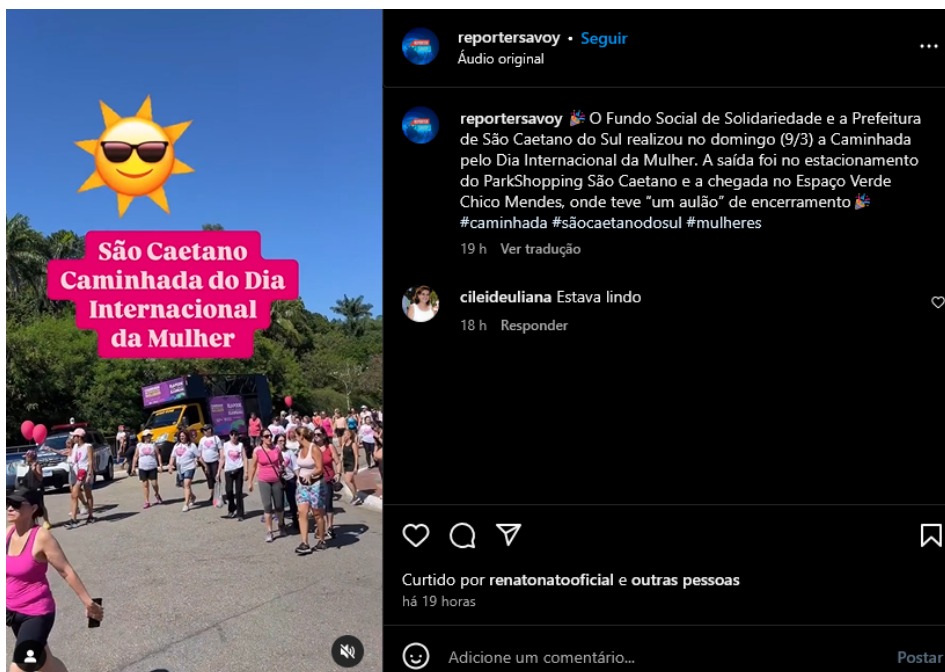 São Caetano
Caminhada do Dia
Internacional
da Mulher
reportersavoy • Seguir
Áudio original
reportersavoy 🎉 O Fundo Social de Solidariedade e a Prefeitura
de São Caetano do Sul realizou no domingo (9/3) a Caminhada
pelo Dia Internacional da Mulher. A saída foi no estacionamento
do ParkShopping São Caetano e a chegada no Espaço Verde
Chico Mendes, onde teve “um aulão” de encerramento 🎉
#caminhada #sãocaetanodosul #mulheres
19 h Ver tradução
cileideuliana Estava lindo
18 h Responder
Curtido por renatonatooficial e outras pessoas
há 19 horas
Adicione um comentário...
Postar